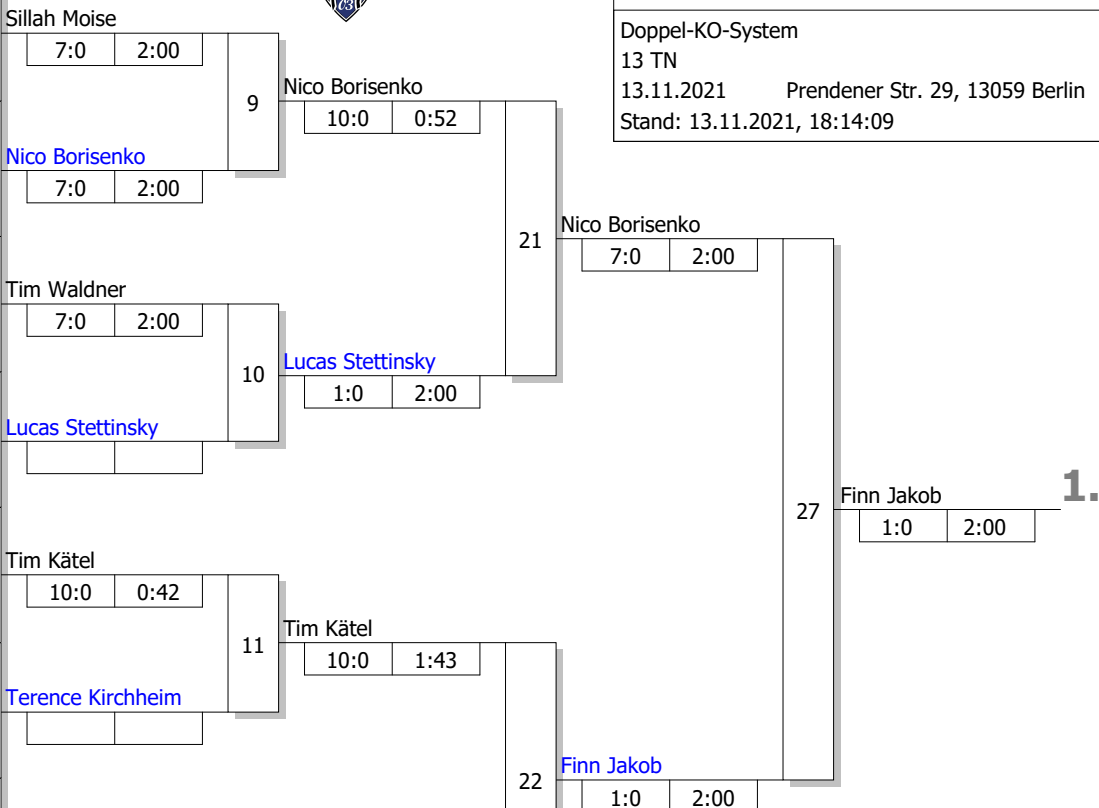 Sillah Moise
7:0 2:00
9
Nico Borisenko
10:0 0:52
Nico Borisenko
7:0 2:00
Doppel-KO-System
13 TN
13.11.2021 Prendener Str. 29, 13059 Berlin
Stand: 13.11.2021, 18:14:09
21
Nico Borisenko
7:0 2:00
Tim Waldner
7:0 2:00
10
Lucas Stettinsky
1:0 2:00
Lucas Stettinsky
27
Finn Jakob
1:0 2:00
1.
Tim Kätel
10:0 0:42
11
Tim Kätel
10:0 1:43
Terence Kirchheim
22
Finn Jakob
1:0 2:00